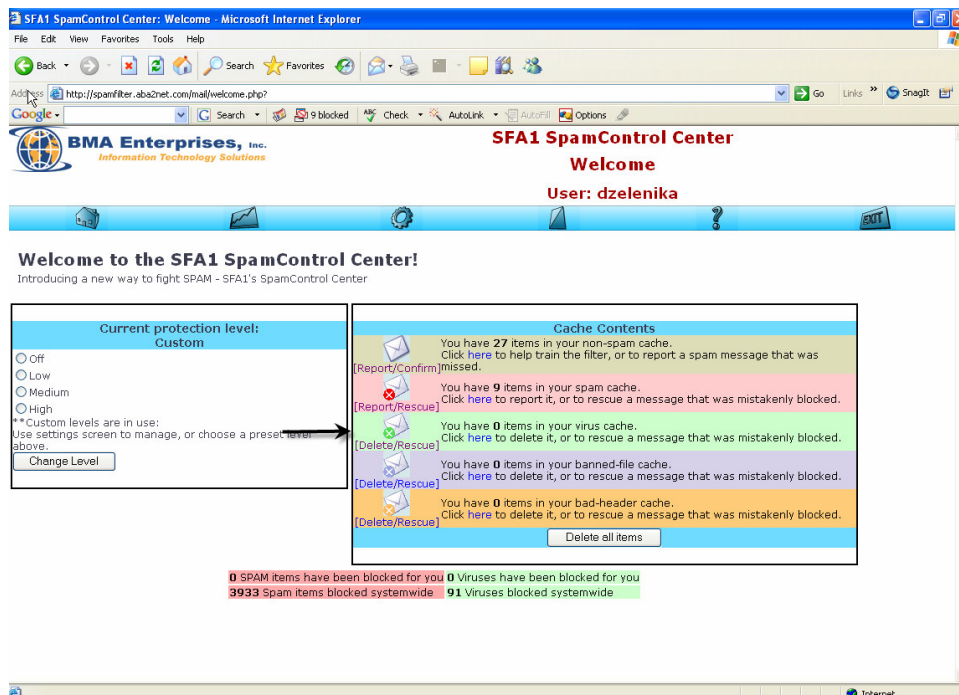 SFA1 SpamControl Center: Welcome - Microsoft Internet Explorer
File Edit View Favorites Tools Help
Back Search Favorites
Address http://spamfilter.aba2net.com/mail/welcome.php? Go Links » SnagIt
Google Search 9 blocked ABC Check AutoLink AutoFill Options
BMA Enterprises, Inc.
Information Technology Solutions
SFA1 SpamControl Center
Welcome
User: dzelenika
EXIT
Welcome to the SFA1 SpamControl Center!
Introducing a new way to fight SPAM - SFA1's SpamControl Center
Current protection level:
Custom
Off
Low
Medium
High
**Custom levels are in use:
Use settings screen to manage, or choose a preset level
above.
Change Level
Cache Contents
You have 27 items in your non-spam cache.
Click here to help train the filter, or to report a spam message that was
[Report/Confirm] missed.
You have 9 items in your spam cache.
Click here to report it, or to rescue a message that was mistakenly blocked.
[Report/Rescue]
You have 0 items in your virus cache.
Click here to delete it, or to rescue a message that was mistakenly blocked.
[Delete/Rescue]
You have 0 items in your banned-file cache.
Click here to delete it, or to rescue a message that was mistakenly blocked.
[Delete/Rescue]
You have 0 items in your bad-header cache.
Click here to delete it, or to rescue a message that was mistakenly blocked.
[Delete/Rescue]
Delete all items
0 SPAM items have been blocked for you 0 Viruses have been blocked for you
3933 Spam items blocked systemwide 91 Viruses blocked systemwide
Internet